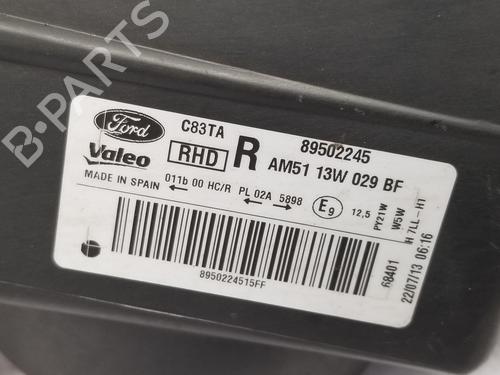 B-PARTS
Ford
C83TA
89502245
Valeo
RHD R AM51 13W 029 BF
MADE IN SPAIN
011b 00 HC/R PL 02A 5898
E9
12,5
PY21W
W5W
H 7LL-H1
8950224515FF
68401
22/07/13 06:16